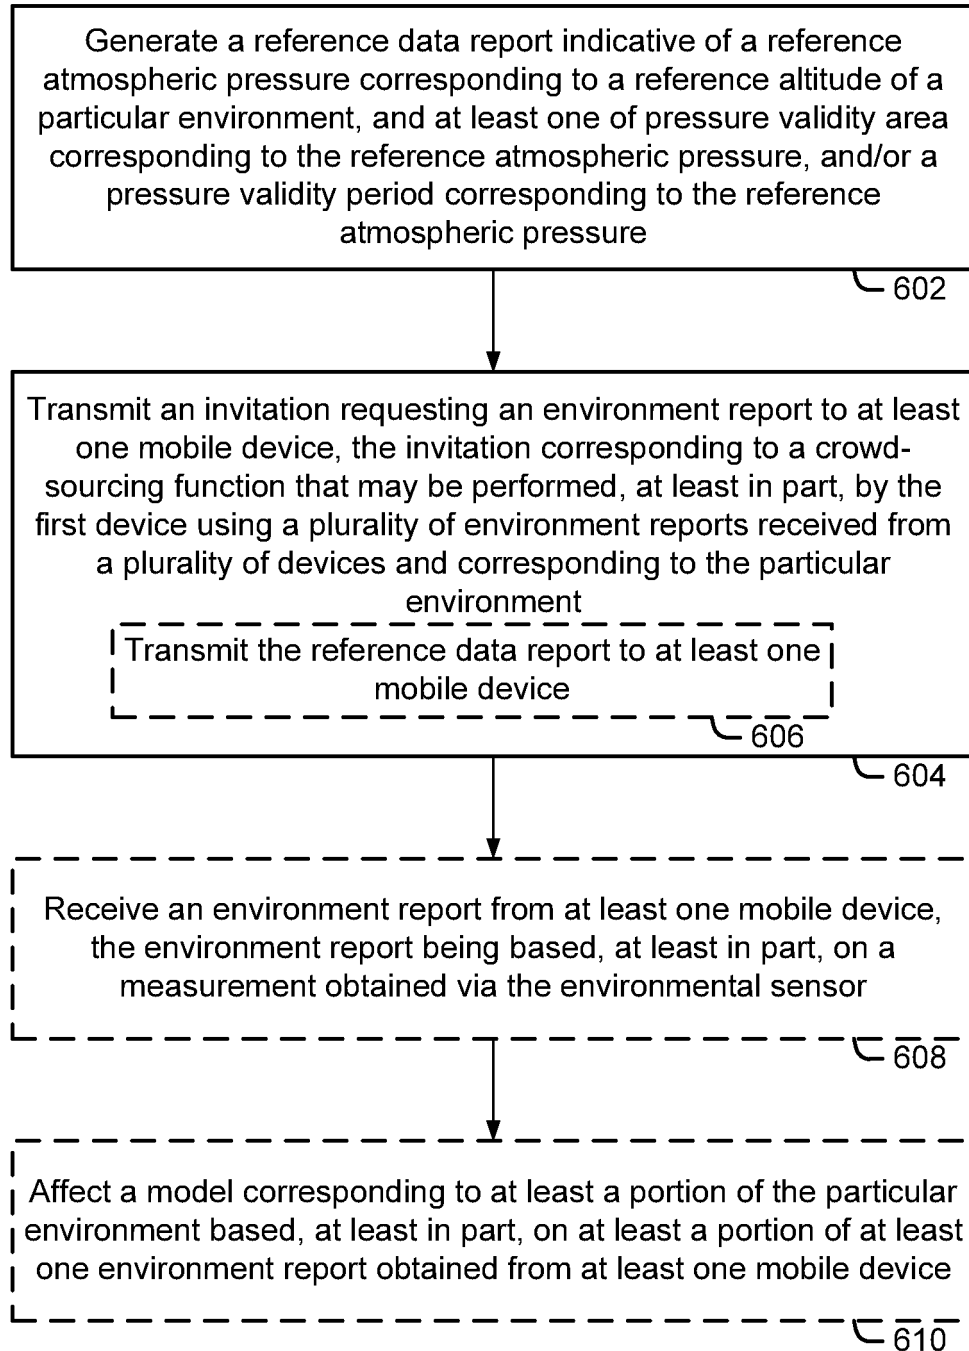 Generate a reference data report indicative of a reference
atmospheric pressure corresponding to a reference altitude of a
particular environment, and at least one of pressure validity area
corresponding to the reference atmospheric pressure, and/or a
pressure validity period corresponding to the reference
atmospheric pressure
602
Transmit an invitation requesting an environment report to at least
one mobile device, the invitation corresponding to a crowd-
sourcing function that may be performed, at least in part, by the
first device using a plurality of environment reports received from
a plurality of devices and corresponding to the particular
environment
Transmit the reference data report to at least one
mobile device
606
604
Receive an environment report from at least one mobile device,
the environment report being based, at least in part, on a
measurement obtained via the environmental sensor
608
Affect a model corresponding to at least a portion of the particular
environment based, at least in part, on at least a portion of at least
one environment report obtained from at least one mobile device
610